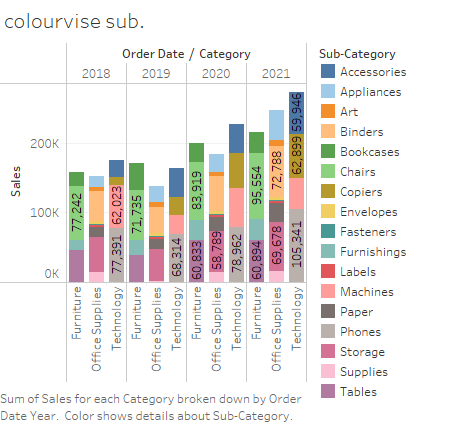 colourvise sub.
Order Date / Category
Sub-Category
2018 2019 2020 2021
Accessories
Appliances
Art
Binders
Bookcases
Chairs
Copiers
Envelopes
Fasteners
Furnishings
Labels
Machines
Paper
Phones
Storage
Supplies
Tables
Sales
200K
100K
0K
77,242
62,023
77,391
71,735
68,314
83,919
60,833
58,789
78,962
95,554
60,894
72,788
69,678
59,946
62,899
105,341
Furniture
Office Supplies
Technology
Furniture
Office Supplies
Technology
Furniture
Office Supplies
Technology
Furniture
Office Supplies
Technology
Sum of Sales for each Category broken down by Order
Date Year. Color shows details about Sub-Category.